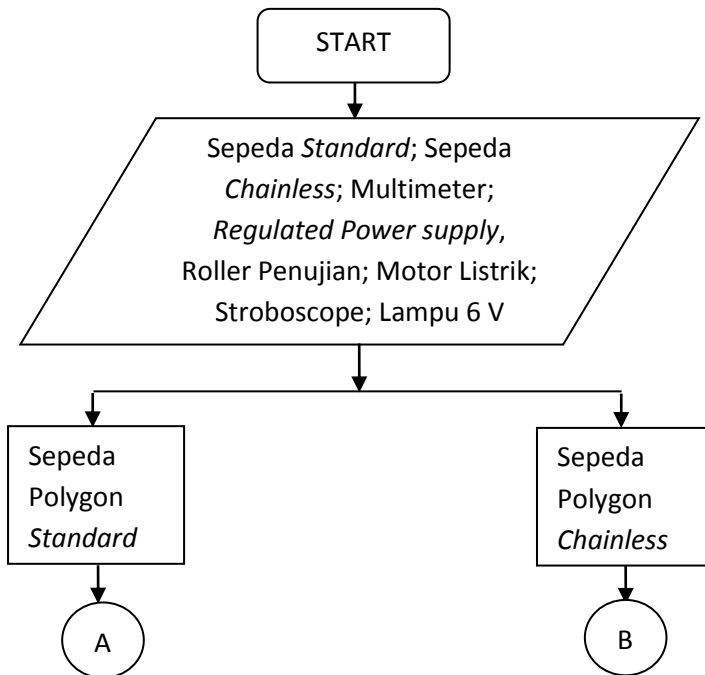 START
Sepeda Standard; Sepeda
Chainless; Multimeter;
Regulated Power supply,
Roller Penujian; Motor Listrik;
Stroboscope; Lampu 6 V
Sepeda
Polygon
Standard
Sepeda
Polygon
Chainless
A
B